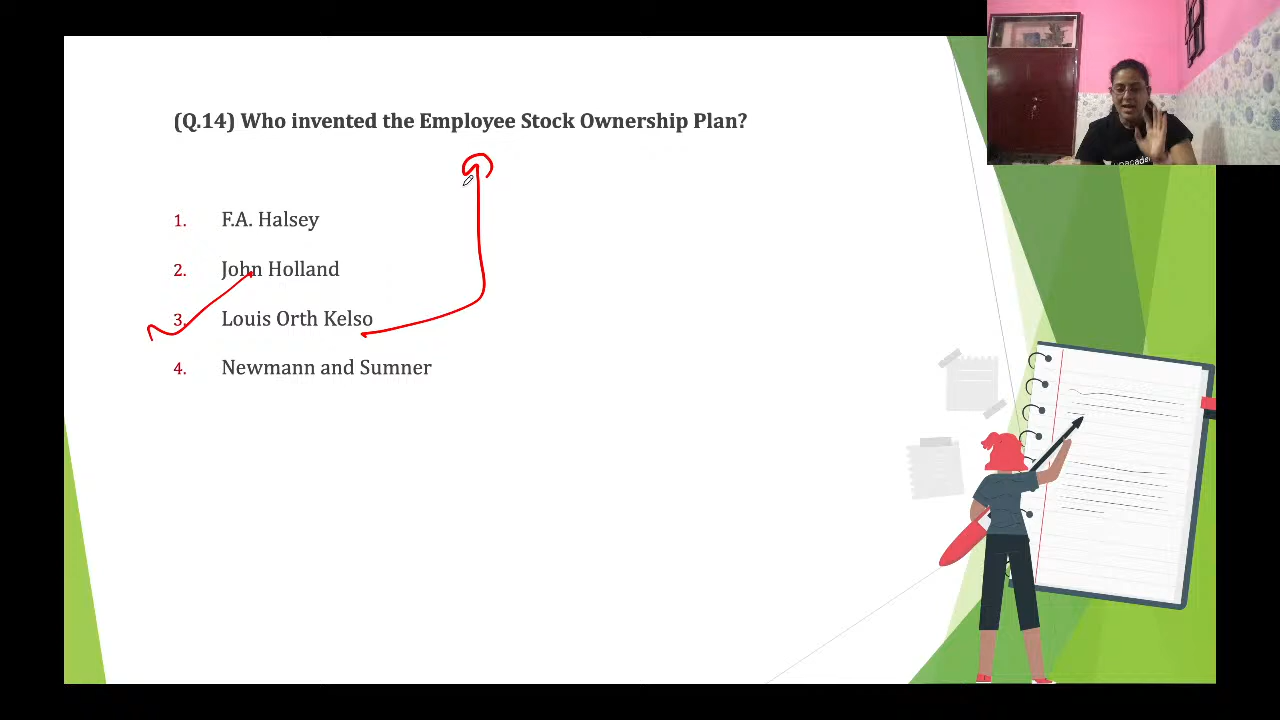 (Q.14) Who invented the Employee Stock Ownership Plan?
1. F.A. Halsey
2. John Holland
3. Louis Orth Kelso
4. Newmann and Sumner